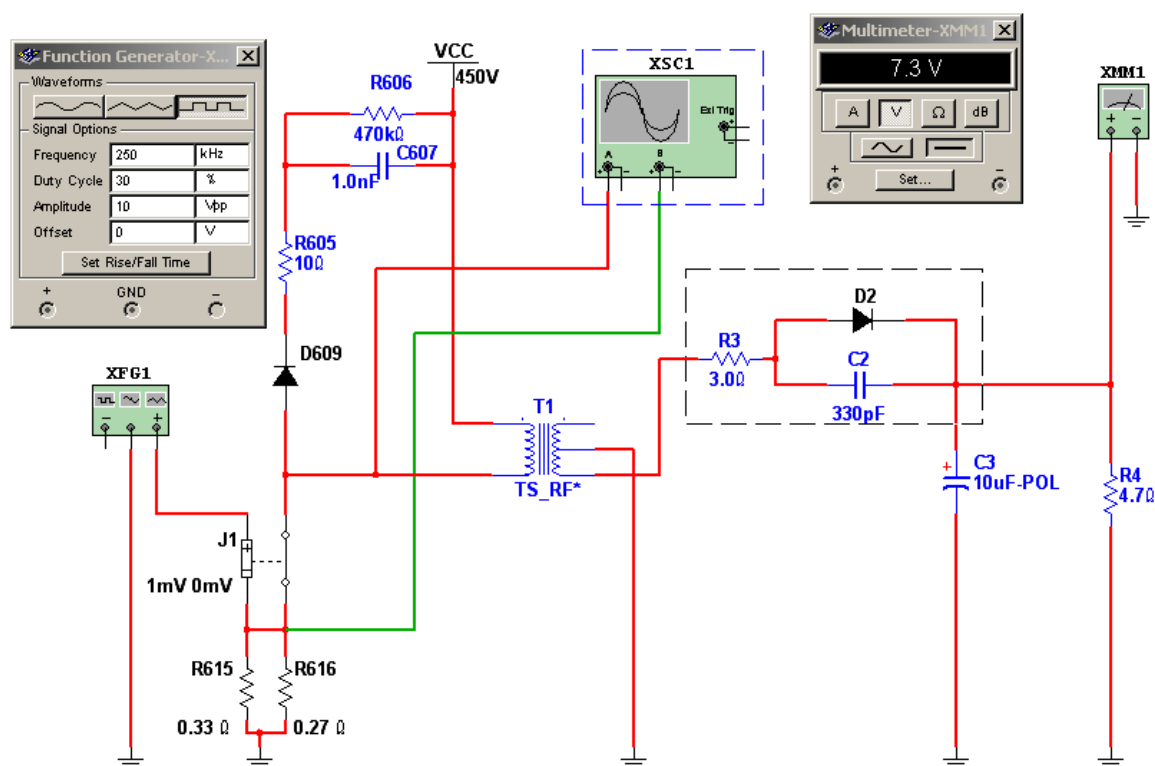 Function Generator-X...
Waveforms
Signal Options
Frequency 250 kHz
Duty Cycle 30 %
Amplitude 10 Vpp
Offset 0 V
Set Rise/Fall Time
+ GND -
VCC
450V
R606
470kΩ
C607
1.0nF
R605
10Ω
D609
XSC1
Ext Trig
+
-
A B
+ - + -
Multimeter-XMM1
7.3 V
A V Ω dB
Set...
+ -
XMM1
+ -
XFG1
- +
D2
R3
3.0Ω
C2
330pF
T1
TS_RF*
+ C3
10uF-POL
R4
4.7Ω
J1
+
1mV 0mV
R615
0.33 Ω
R616
0.27 Ω